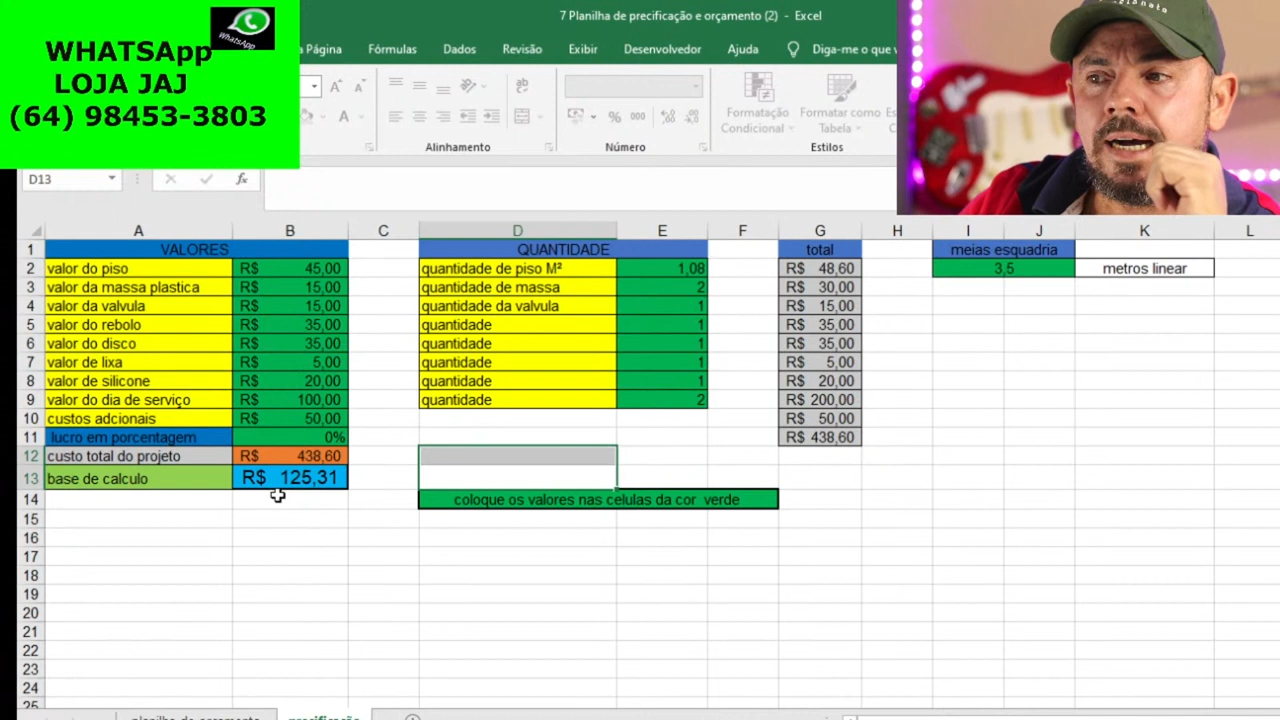 WHATSApp
WhatsApp
LOJA JAJ
(64) 98453-3803
7 Planilha de precificação e orçamento (2) - Excel
a Página Fórmulas Dados Revisão Exibir Desenvolvedor Ajuda Diga-me o que v
Formatação Condicional
Formatar como Tabela
Alinhamento Número Estilos
D13
A B C D E F G H I J K L
1 VALORES QUANTIDADE total meias esquadria
2 valor do piso R$ 45,00 quantidade de piso M² 1,08 R$ 48,60 3,5 metros linear
3 valor da massa plastica R$ 15,00 quantidade de massa 2 R$ 30,00
4 valor da valvula R$ 15,00 quantidade da valvula 1 R$ 15,00
5 valor do rebolo R$ 35,00 quantidade 1 R$ 35,00
6 valor do disco R$ 35,00 quantidade 1 R$ 35,00
7 valor de lixa R$ 5,00 quantidade 1 R$ 5,00
8 valor de silicone R$ 20,00 quantidade 1 R$ 20,00
9 valor do dia de serviço R$ 100,00 quantidade 2 R$ 200,00
10 custos adcionais R$ 50,00 R$ 50,00
11 lucro em porcentagem 0% R$ 438,60
12 custo total do projeto R$ 438,60
13 base de calculo R$ 125,31
14 coloque os valores nas celulas da cor verde
15
16
17
18
19
20
21
22
23
24
25
planilha de orçamento precificação